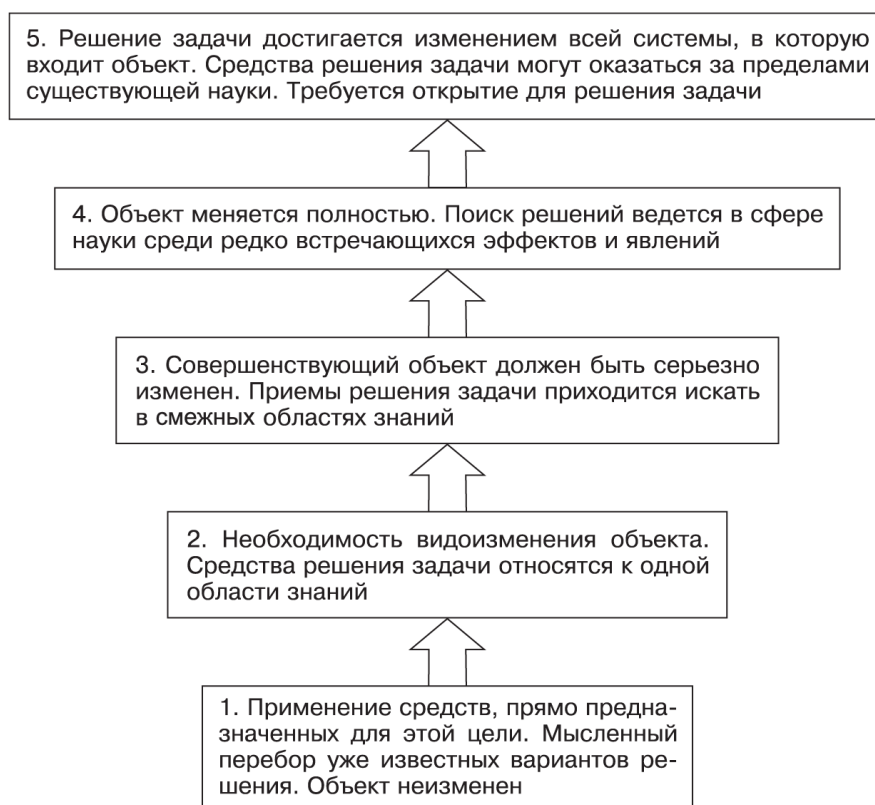 5. Решение задачи достигается изменением всей системы, в которую
входит объект. Средства решения задачи могут оказаться за пределами
существующей науки. Требуется открытие для решения задачи
4. Объект меняется полностью. Поиск решений ведется в сфере
науки среди редко встречающихся эффектов и явлений
3. Совершенствующий объект должен быть серьезно
изменен. Приемы решения задачи приходится искать
в смежных областях знаний
2. Необходимость видоизменения объекта.
Средства решения задачи относятся к одной
области знаний
1. Применение средств, прямо предна-
значенных для этой цели. Мысленный
перебор уже известных вариантов ре-
шения. Объект неизменен